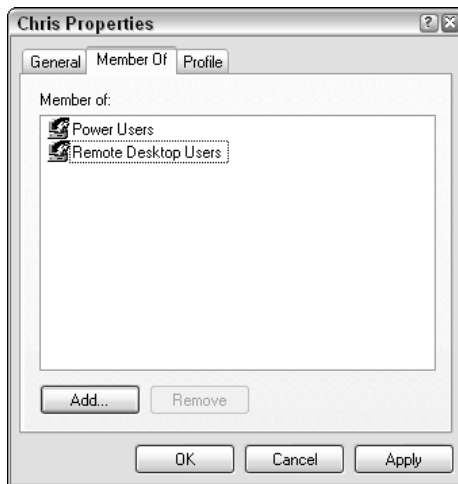 Chris Properties
General Member Of Profile
Member of:
Power Users
Remote Desktop Users
Add... Remove
OK Cancel Apply